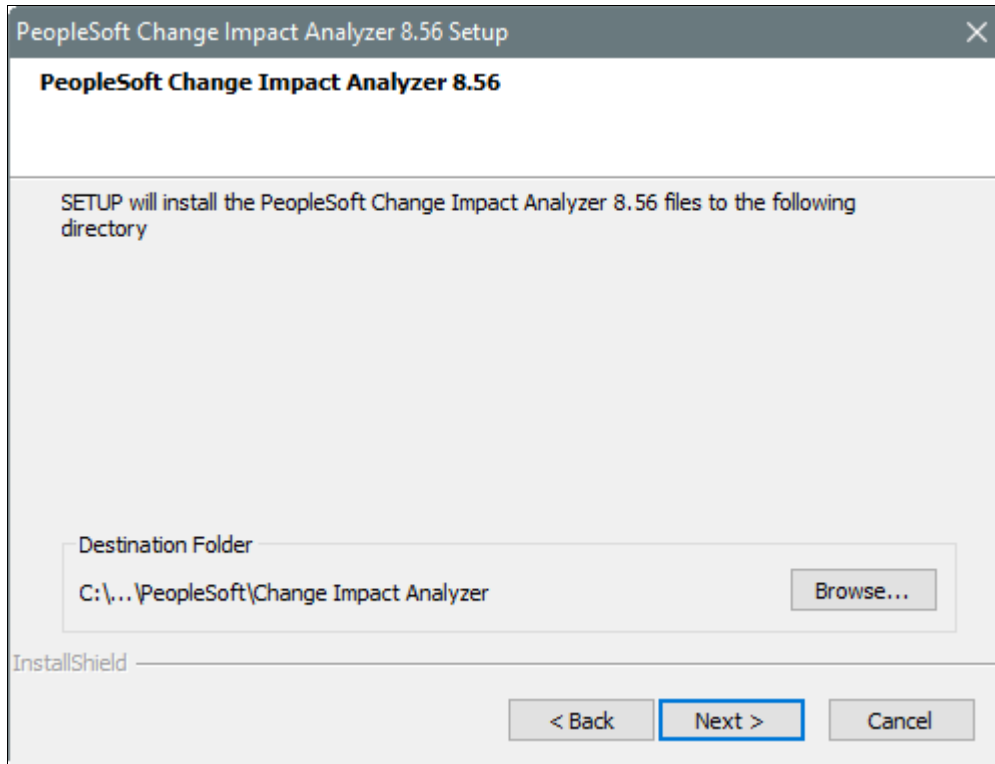 PeopleSoft Change Impact Analyzer 8.56 Setup
PeopleSoft Change Impact Analyzer 8.56
SETUP will install the PeopleSoft Change Impact Analyzer 8.56 files to the following
directory
Destination Folder
C:\...\PeopleSoft\Change Impact Analyzer
Browse...
InstallShield
< Back
Next >
Cancel